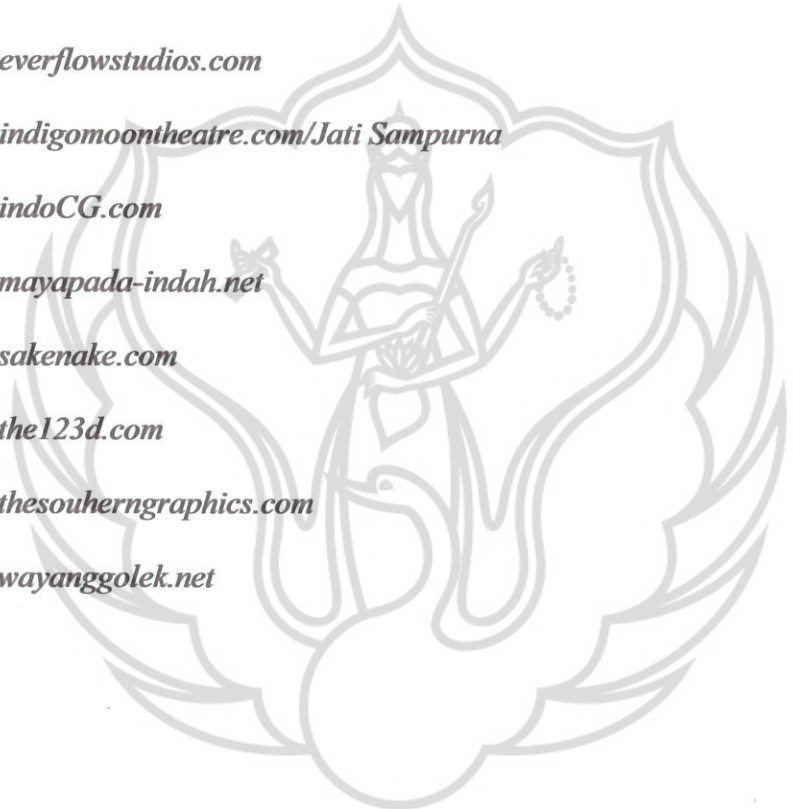 everflowstudios.com
indigomoontheatre.com/Jati Sampurna
indoCG.com
mayapada-indah.net
sakenake.com
the123d.com
thesouherngraphics.com
wayanggolek.net